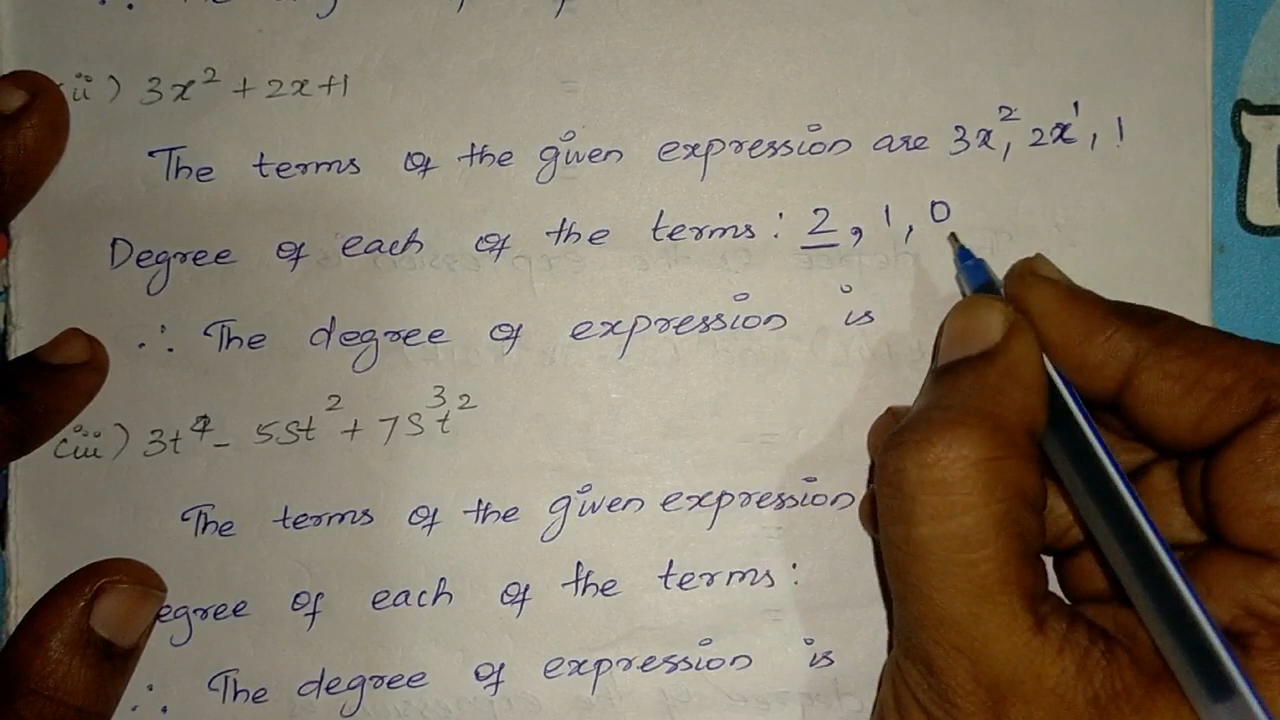 ii) 3x² + 2x+1
The terms of the given expression are 3x², 2x¹, 1
Degree of each of the terms: 2, 1, 0
∴ The degree of expression is
(iii) 3t⁴ - 5st² + 7s³t²
The terms of the given expression
egree of each of the terms:
∴ The degree of expression is